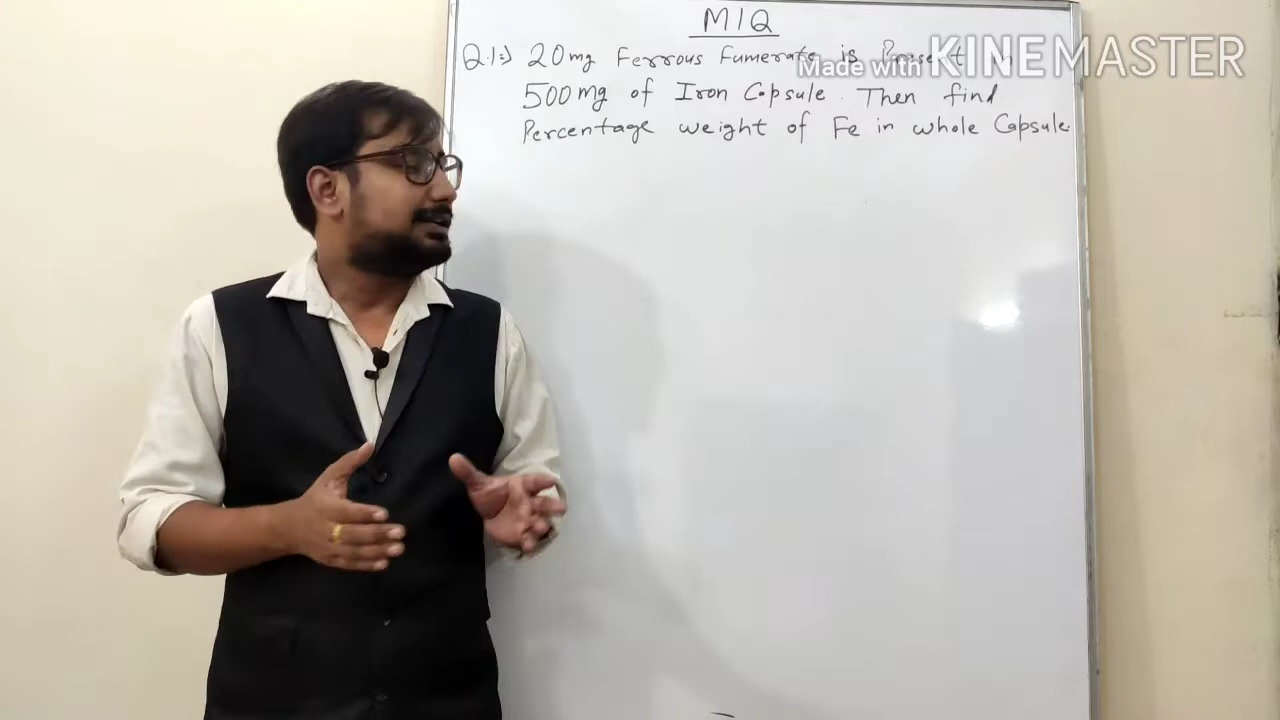 MIQ
Q.1:) 20mg Ferrous Fumerate is Present in
Made with KINEMASTER
500mg of Iron Capsule. Then find
Percentage weight of Fe in whole Capsule